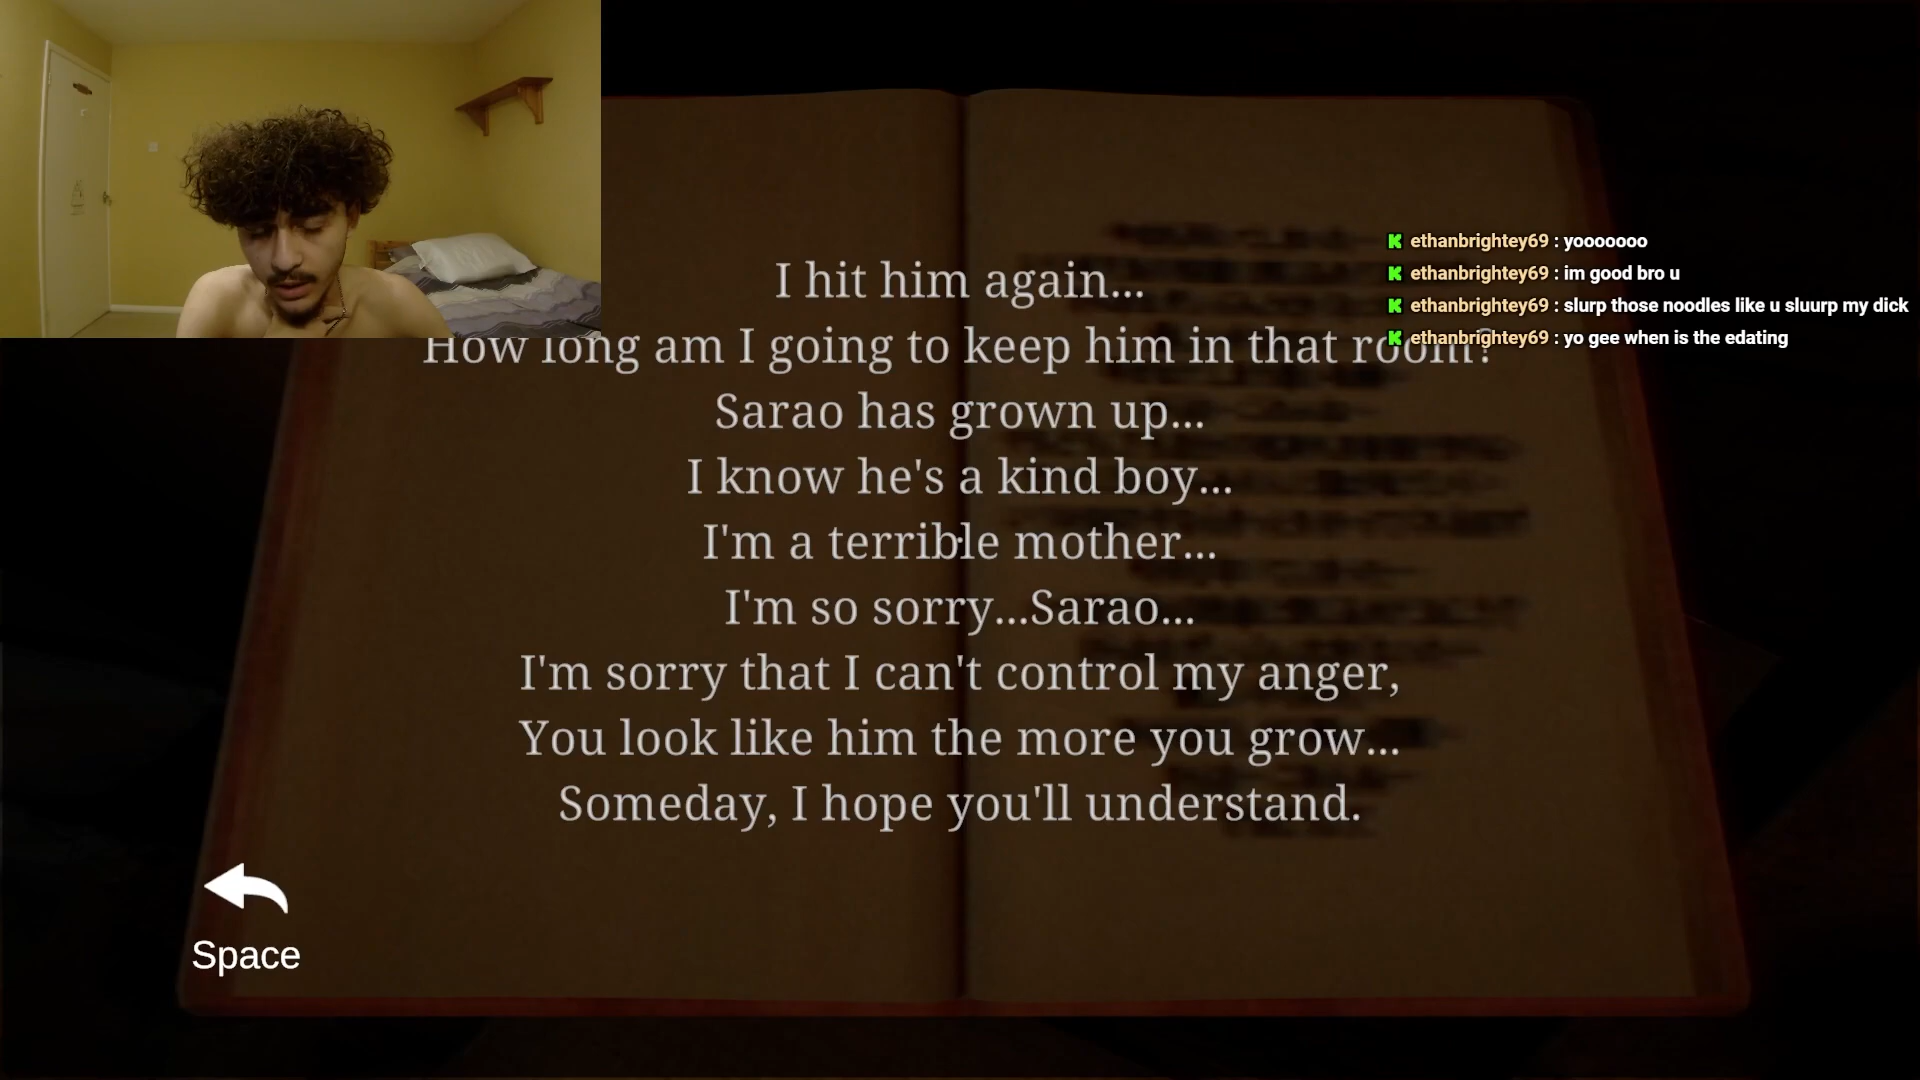 ethanbrightey69 : yooooooo
ethanbrightey69 : im good bro u
ethanbrightey69 : slurp those noodles like u sluurp my dick
ethanbrightey69 : yo gee when is the edating
I hit him again...
How long am I going to keep him in that room?
Sarao has grown up...
I know he's a kind boy...
I'm a terrible mother...
I'm so sorry...Sarao...
I'm sorry that I can't control my anger,
You look like him the more you grow...
Someday, I hope you'll understand.
Space